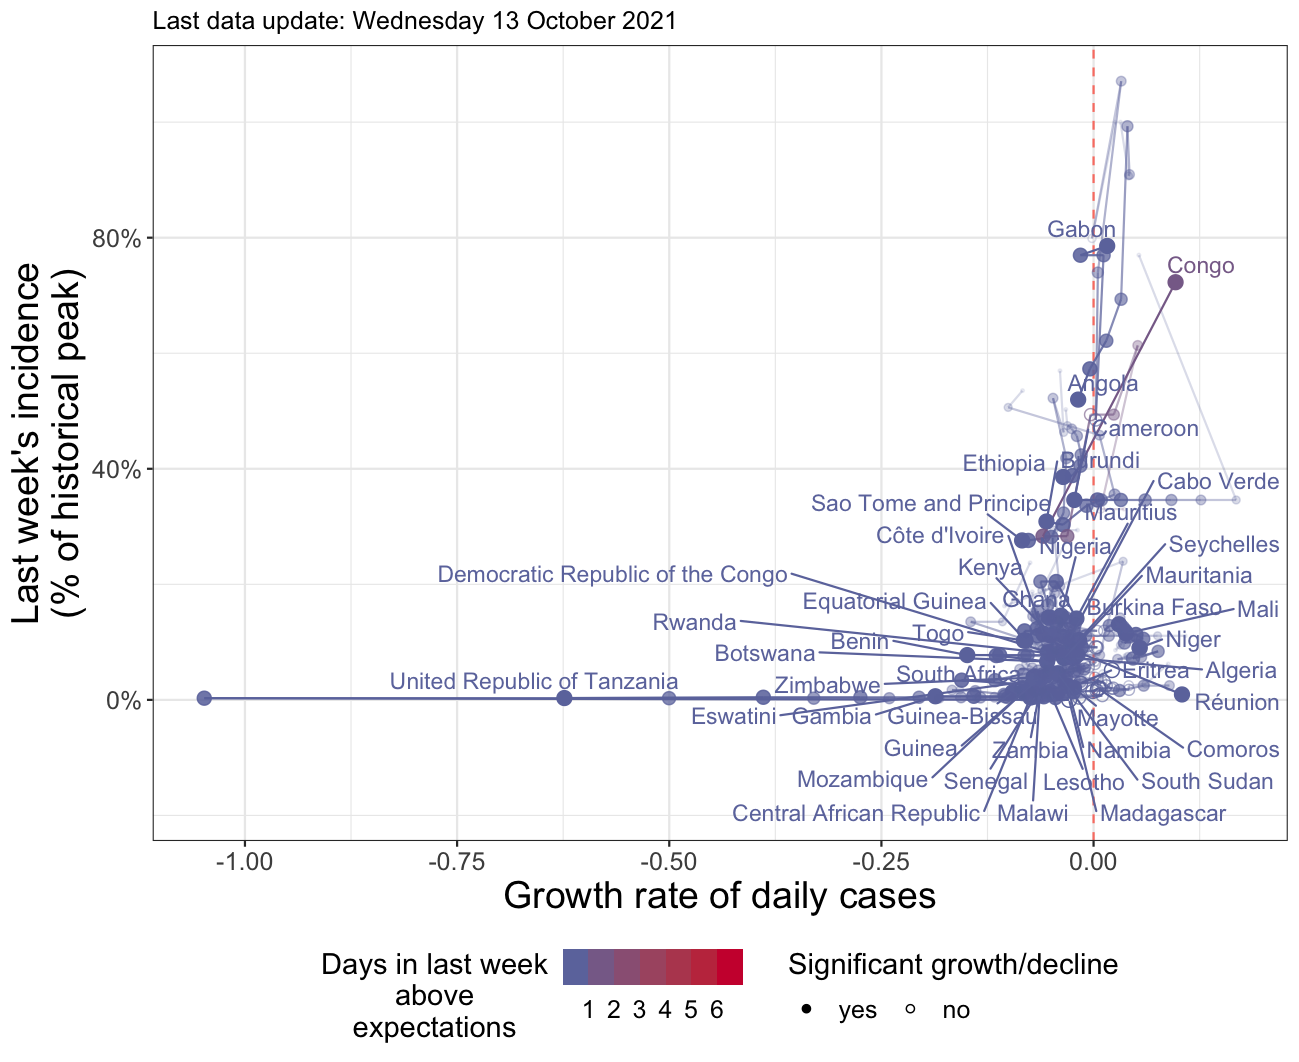 Last data update: Wednesday 13 October 2021
Last week's incidence
(% of historical peak)
80%
40%
0%
Gabon
Congo
Angola
Cameroon
Ethiopia
Burundi
Cabo Verde
Sao Tome and Principe
Mauritius
Côte d'Ivoire
Nigeria
Seychelles
Kenya
Democratic Republic of the Congo
Mauritania
Equatorial Guinea
Ghana
Burkina Faso
Mali
Rwanda
Togo
Benin
Niger
Botswana
South Africa
Eritrea
Algeria
United Republic of Tanzania
Zimbabwe
Réunion
Eswatini
Gambia
Guinea-Bissau
Mayotte
Guinea
Zambia
Namibia
Comoros
Mozambique
Senegal
Lesotho
South Sudan
Central African Republic
Malawi
Madagascar
-1.00
-0.75
-0.50
-0.25
0.00
Growth rate of daily cases
Days in last week
above
expectations
1 2 3 4 5 6
Significant growth/decline
yes
no